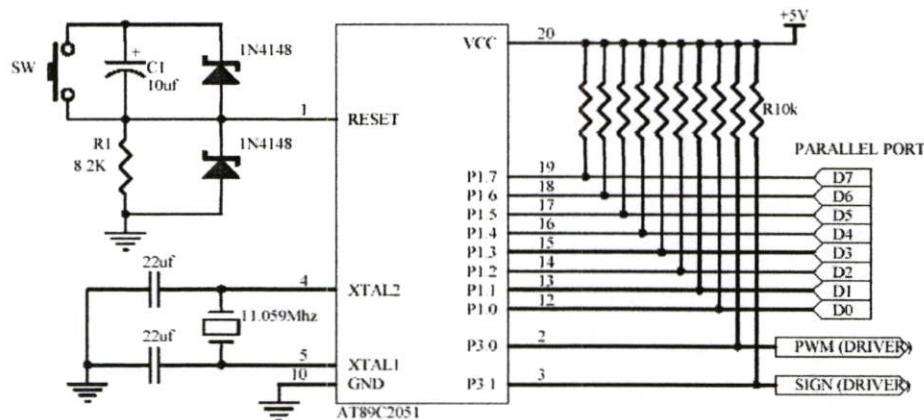 +5V
VCC
20
SW
+
C1
10uf
1N4148
R10k
1
RESET
R1
8.2K
1N4148
PARALLEL PORT
P1.7
19
D7
P1.6
18
D6
P1.5
17
D5
P1.4
16
D4
P1.3
15
D3
P1.2
14
D2
P1.1
13
D1
P1.0
12
D0
22uf
4
XTAL2
11.059Mhz
22uf
5
XTAL1
10
GND
P3.0
2
PWM (DRIVER)
P3.1
3
SIGN (DRIVER)
AT89C2051